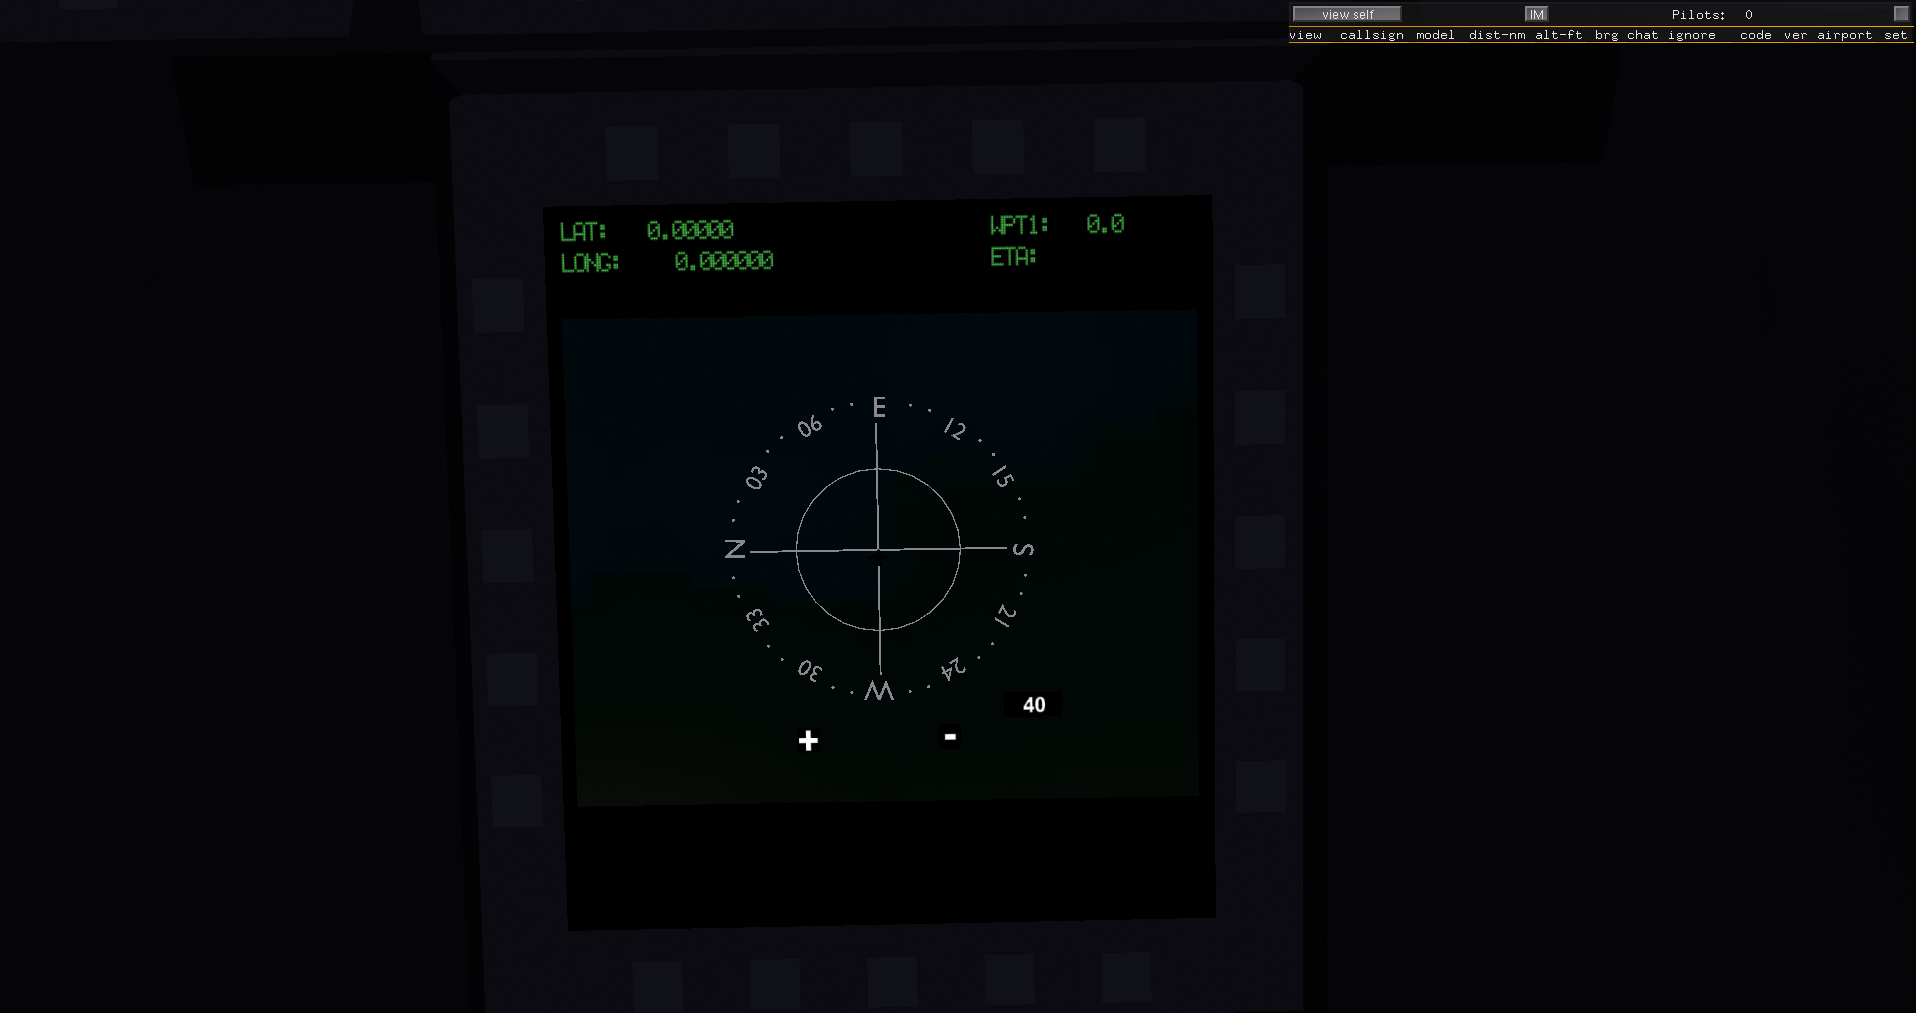 view self IM Pilots: 0
view callsign model dist-nm alt-ft brg chat ignore code ver airport set
LAT: 0.00000 WPT1: 0.0
LONG: 0.000000 ETA:
E
06 12
03 15
N S
33 21
30 24
W
40
+ -